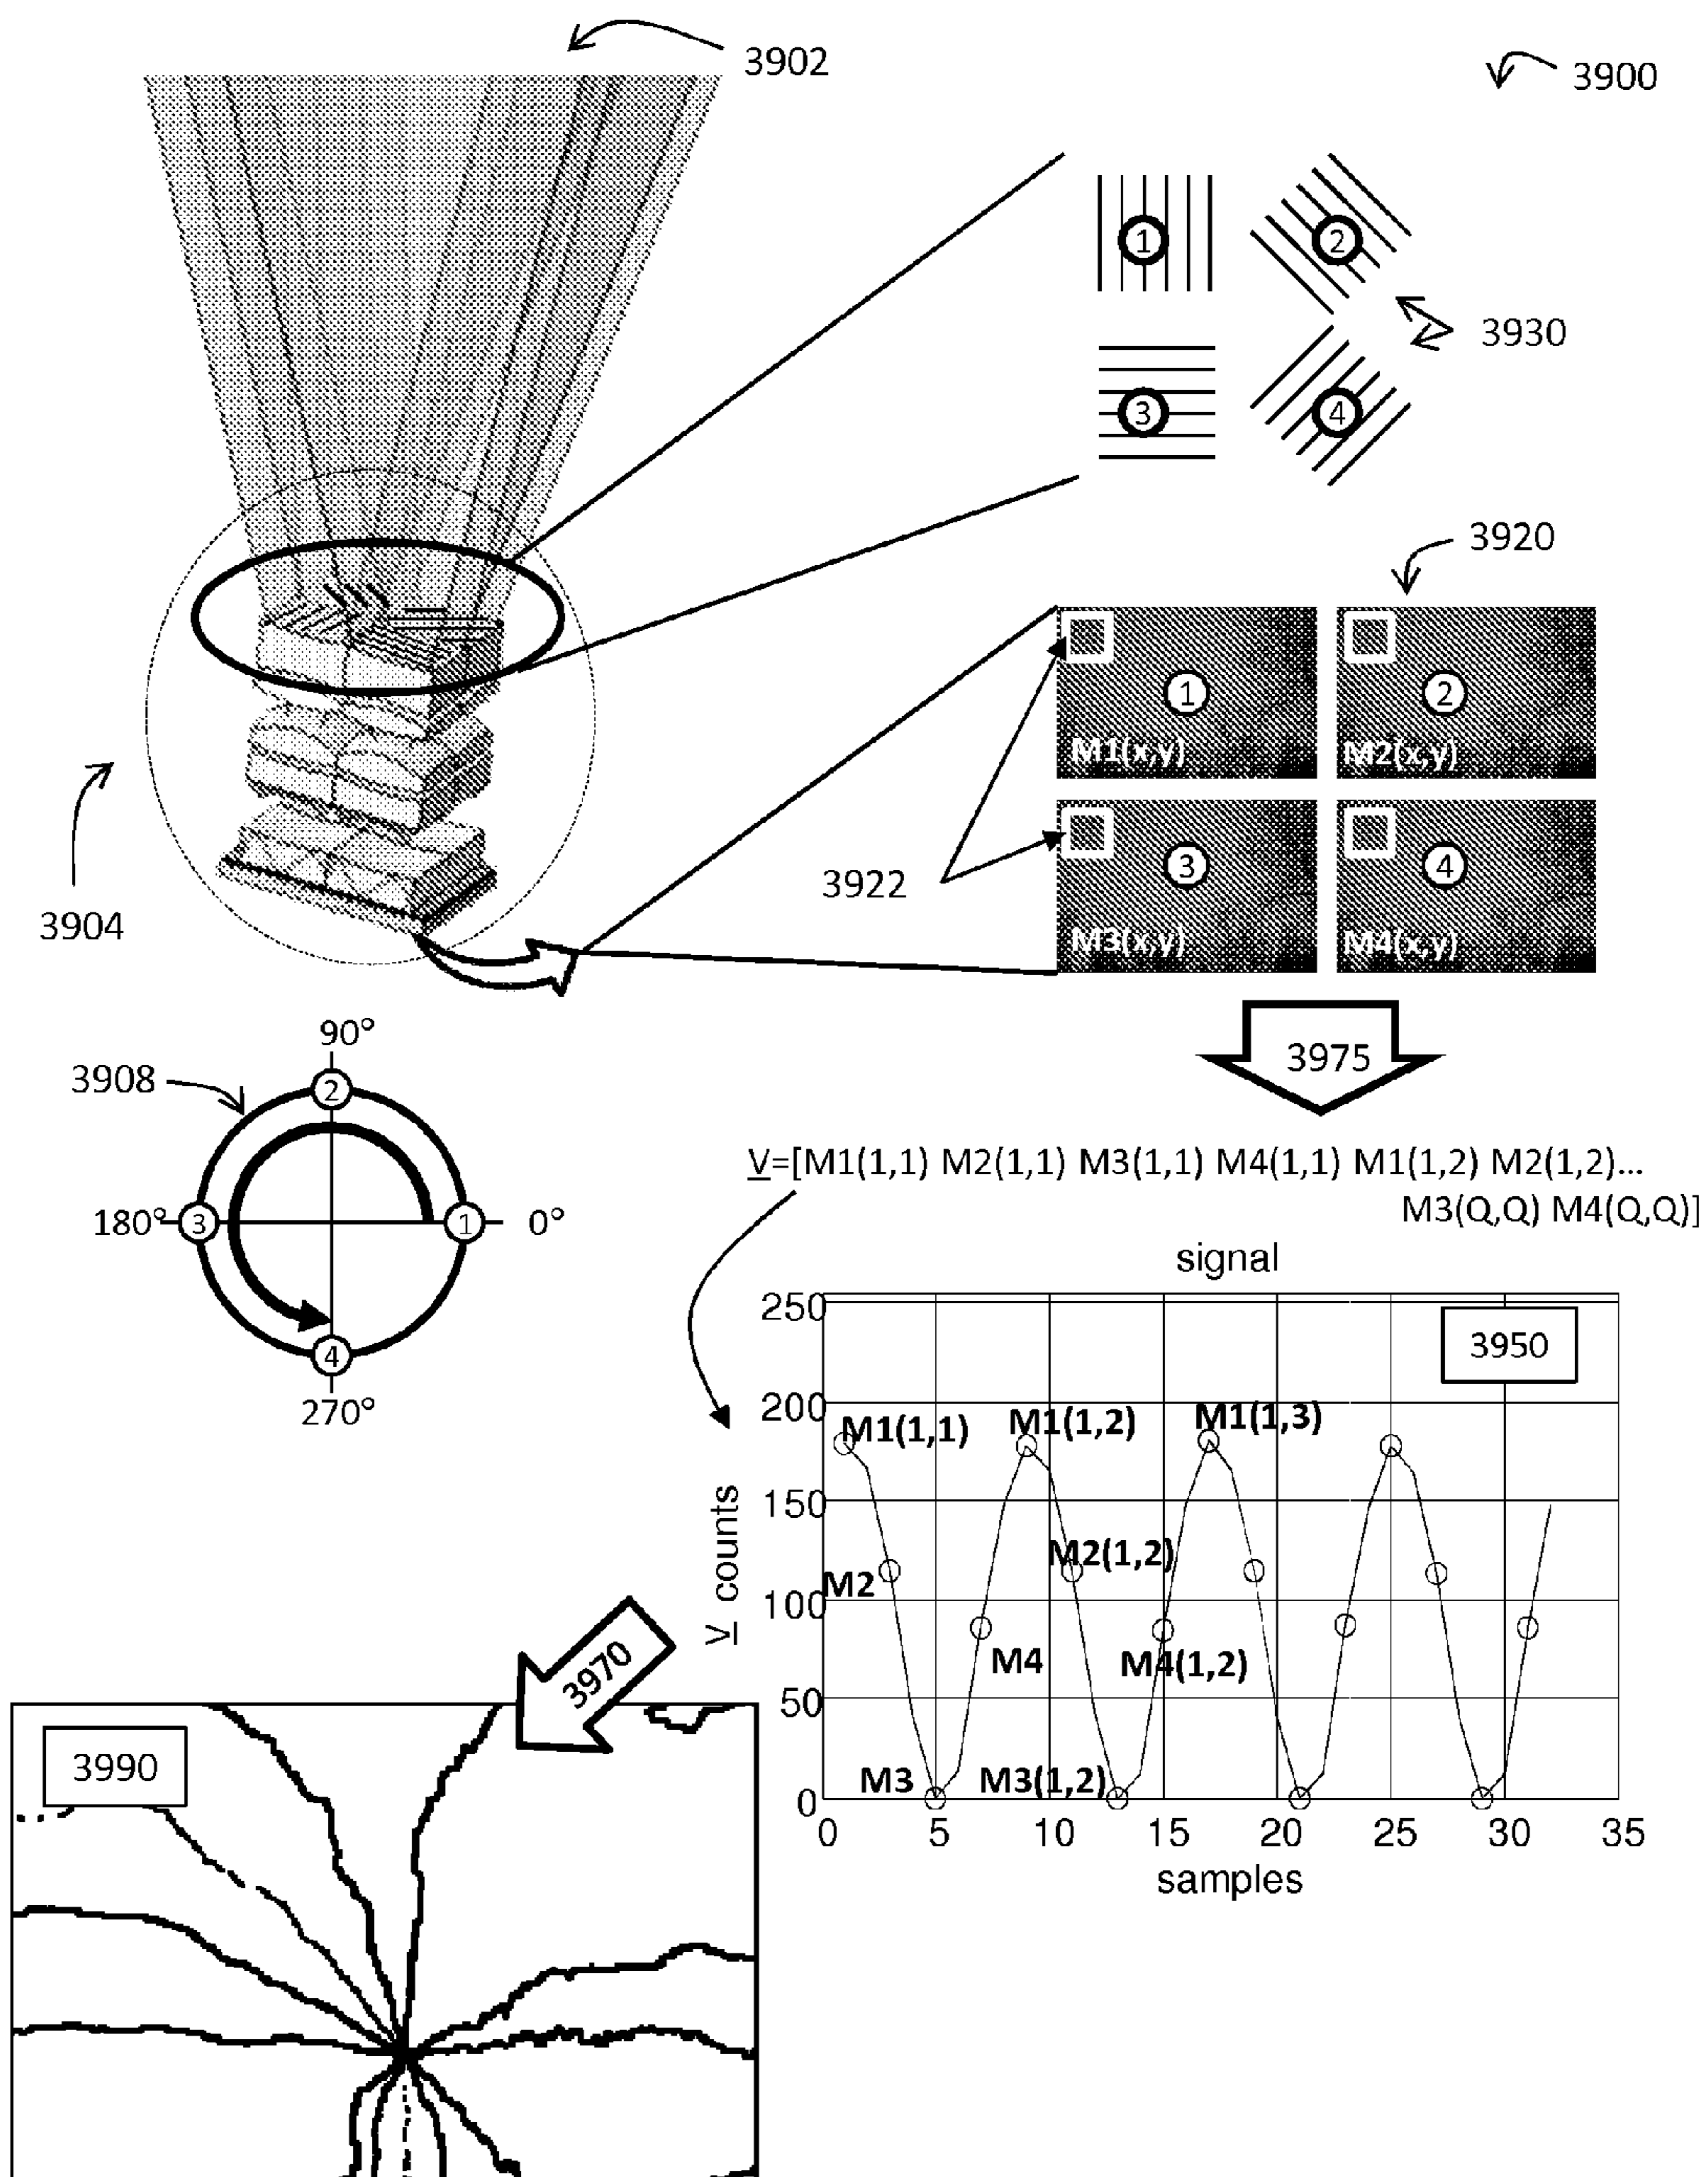 3902
3900
1
2
3930
3
4
3920
1
M1(x,y)
2
M2(x,y)
3922
3
M3(x,y)
4
M4(x,y)
3904
3975
90°
3908
2
180°
3
1
0°
4
270°
V=[M1(1,1) M2(1,1) M3(1,1) M4(1,1) M1(1,2) M2(1,2)...
M3(Q,Q) M4(Q,Q)]
signal
250
200
150
100
50
0
V counts
3950
M1(1,1)
M1(1,2)
M1(1,3)
M2
M2(1,2)
M4
M4(1,2)
M3
M3(1,2)
0 5 10 15 20 25 30 35
samples
3970
3990